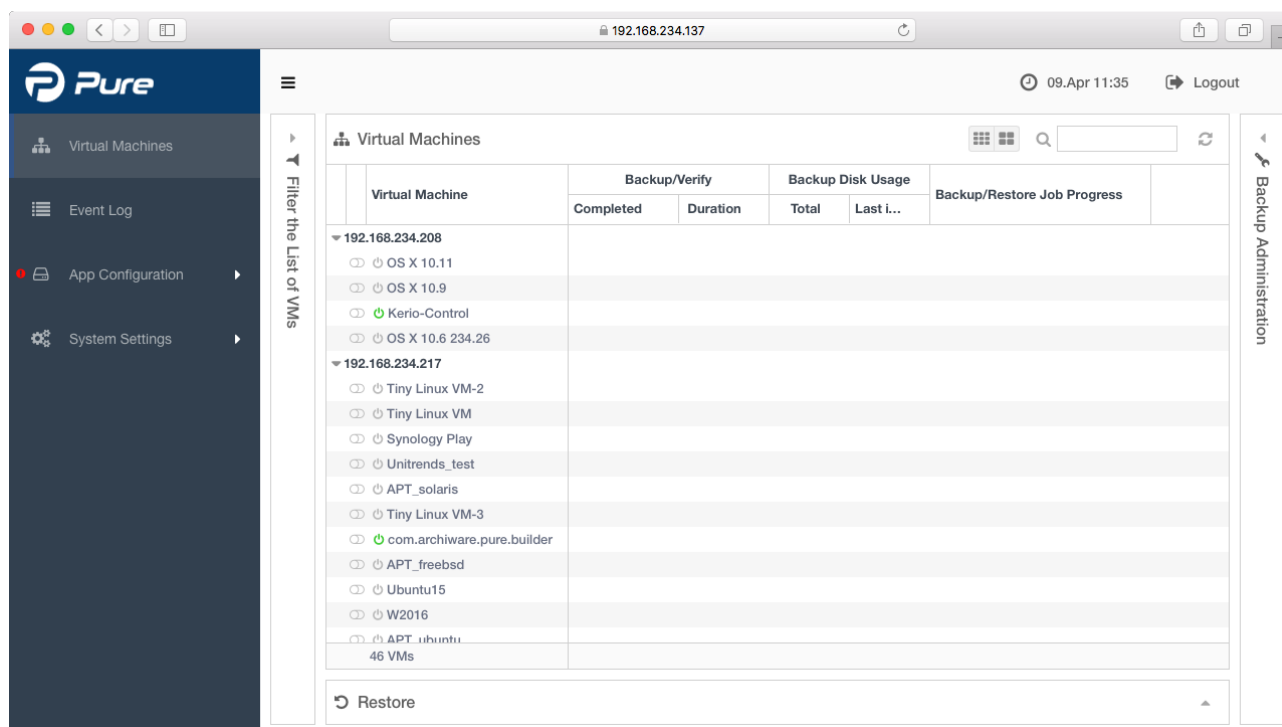 192.168.234.137
Pure
09.Apr 11:35 Logout
Virtual Machines
Event Log
App Configuration
System Settings
Filter the List of VMs
Virtual Machines
Virtual Machine Backup/Verify Backup Disk Usage Backup/Restore Job Progress
Completed Duration Total Last i...
192.168.234.208
OS X 10.11
OS X 10.9
Kerio-Control
OS X 10.6 234.26
192.168.234.217
Tiny Linux VM-2
Tiny Linux VM
Synology Play
Unitrends_test
APT_solaris
Tiny Linux VM-3
com.archiware.pure.builder
APT_freebsd
Ubuntu15
W2016
APT_ubuntu
46 VMs
Restore
Backup Administration